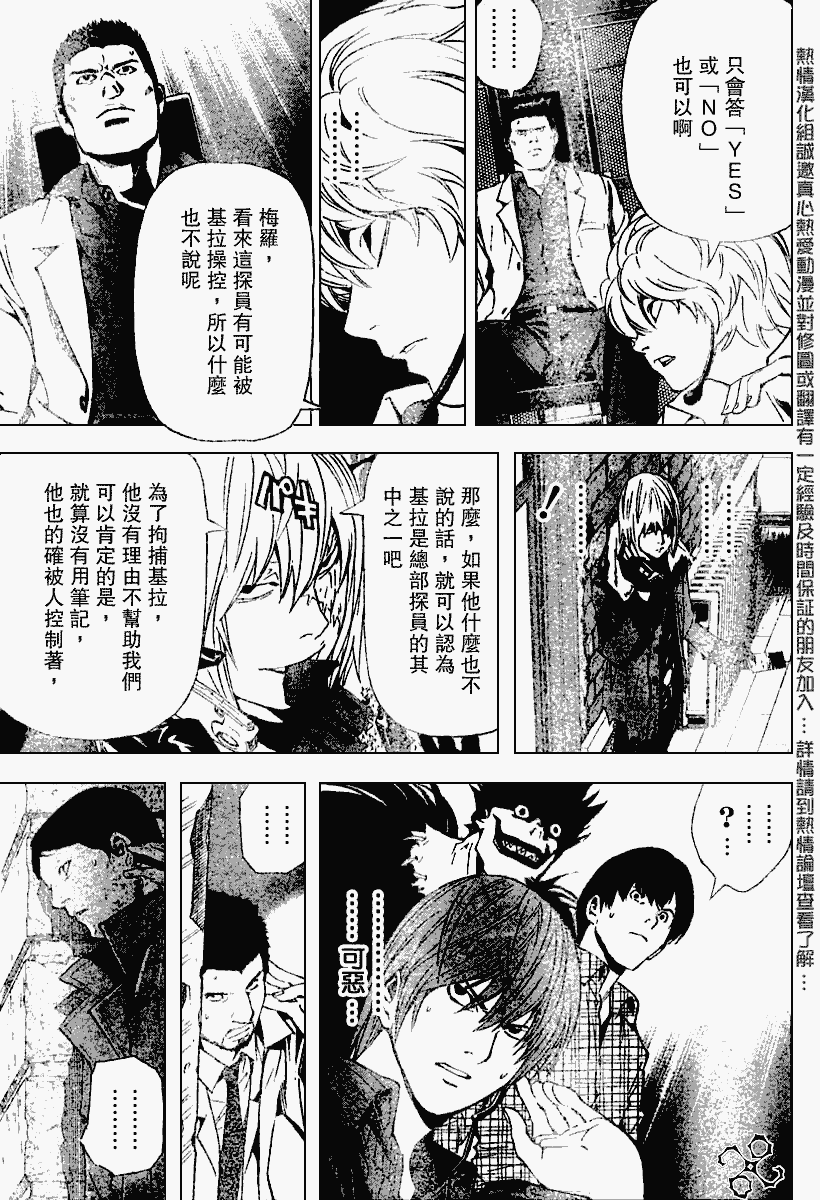 只會答「YES」
或「NO」
也可以啊
………
………
梅羅，
看來這探員有可能被
基拉操控，所以什麼
也不說呢
………
！
那麼，如果他什麼也不
說的話，就可以認為
基拉是總部探員的其
中之一吧
パキ
為了拘捕基拉，
他沒有理由不幫助我們
可以肯定的是，
就算沒有用筆記，
他也的確被人控制著，
………
？…
………可惡………
………
………
熱情漢化組誠邀真心熱愛動漫並對修圖或翻譯有一定經驗及時間保証的朋友加入…詳情請到熱情論壇查看了解…